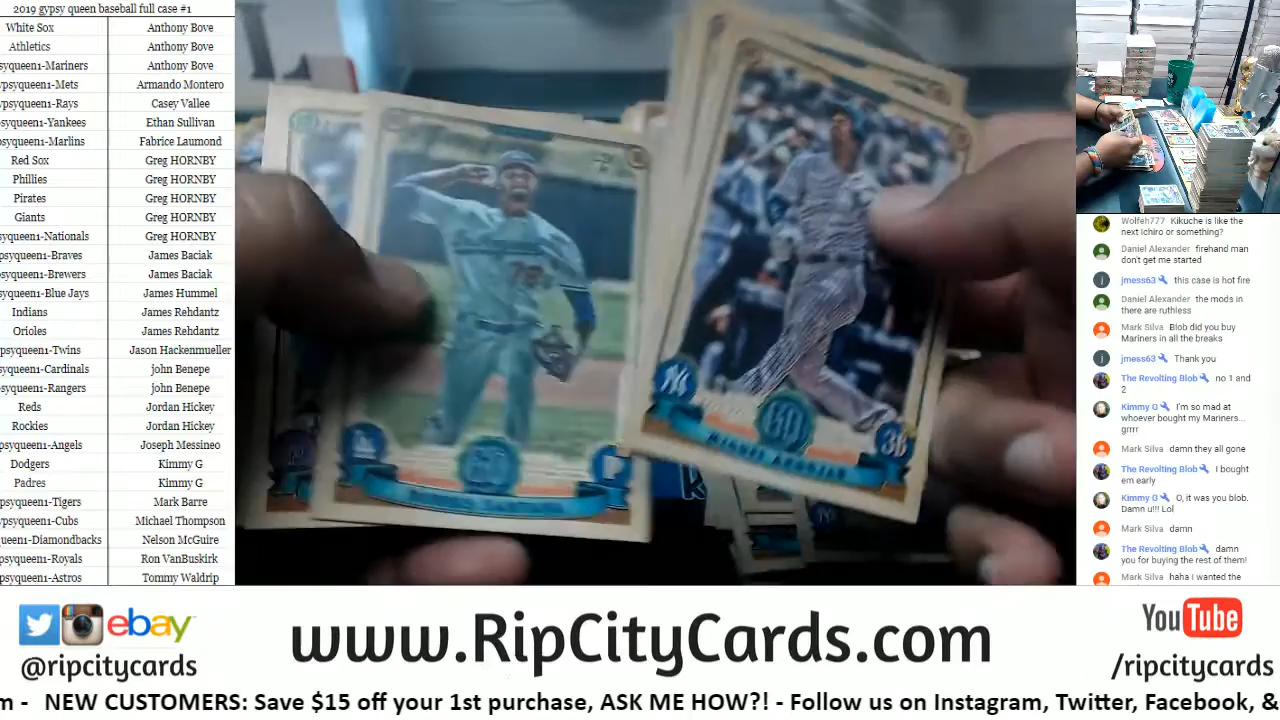 2019 gypsy queen baseball full case #1
White Sox Anthony Bove
Athletics Anthony Bove
syqueen1-Mariners Anthony Bove
psyqueen1-Mets Armando Montero
psyqueen1-Rays Casey Vallee
syqueen1-Yankees Ethan Sullivan
syqueen1-Marlins Fabrice Laumond
Red Sox Greg HORNBY
Phillies Greg HORNBY
Pirates Greg HORNBY
Giants Greg HORNBY
syqueen1-Nationals Greg HORNBY
syqueen1-Braves James Baciak
syqueen1-Brewers James Baciak
syqueen1-Blue Jays James Hummel
Indians James Rehdantz
Orioles James Rehdantz
psyqueen1-Twins Jason Hackenmueller
queen1-Cardinals john Benepe
psyqueen1-Rangers john Benepe
Reds Jordan Hickey
Rockies Jordan Hickey
psyqueen1-Angels Joseph Messineo
Dodgers Kimmy G
Padres Kimmy G
psyqueen1-Tigers Mark Barre
ypsyqueen1-Cubs Michael Thompson
queen1-Diamondbacks Nelson McGuire
psyqueen1-Royals Ron VanBuskirk
psyqueen1-Astros Tommy Waldrip
NY
GQ
36
Wolfeh777 Kikuche is like the
next Ichiro or something?
Daniel Alexander firehand man
don't get me started
jmess63 this case is hot fire
Daniel Alexander the mods in
there are ruthless
Mark Silva Blob did you buy
Mariners in all the breaks
jmess63 Thank you
The Revolting Blob no 1 and
2
Kimmy G I'm so mad at
whoever bought my Mariners...
grrr
Mark Silva damn they all gone
The Revolting Blob I bought
em early
Kimmy G O, it was you blob.
Damn u!!! Lol
Mark Silva damn
The Revolting Blob damn
you for buying the rest of them!
Mark Silva haha I wanted the
ebay
@ripcitycards
www.RipCityCards.com
YouTube
/ripcitycards
m - NEW CUSTOMERS: Save $15 off your 1st purchase, ASK ME HOW?! - Follow us on Instagram, Twitter, Facebook, &